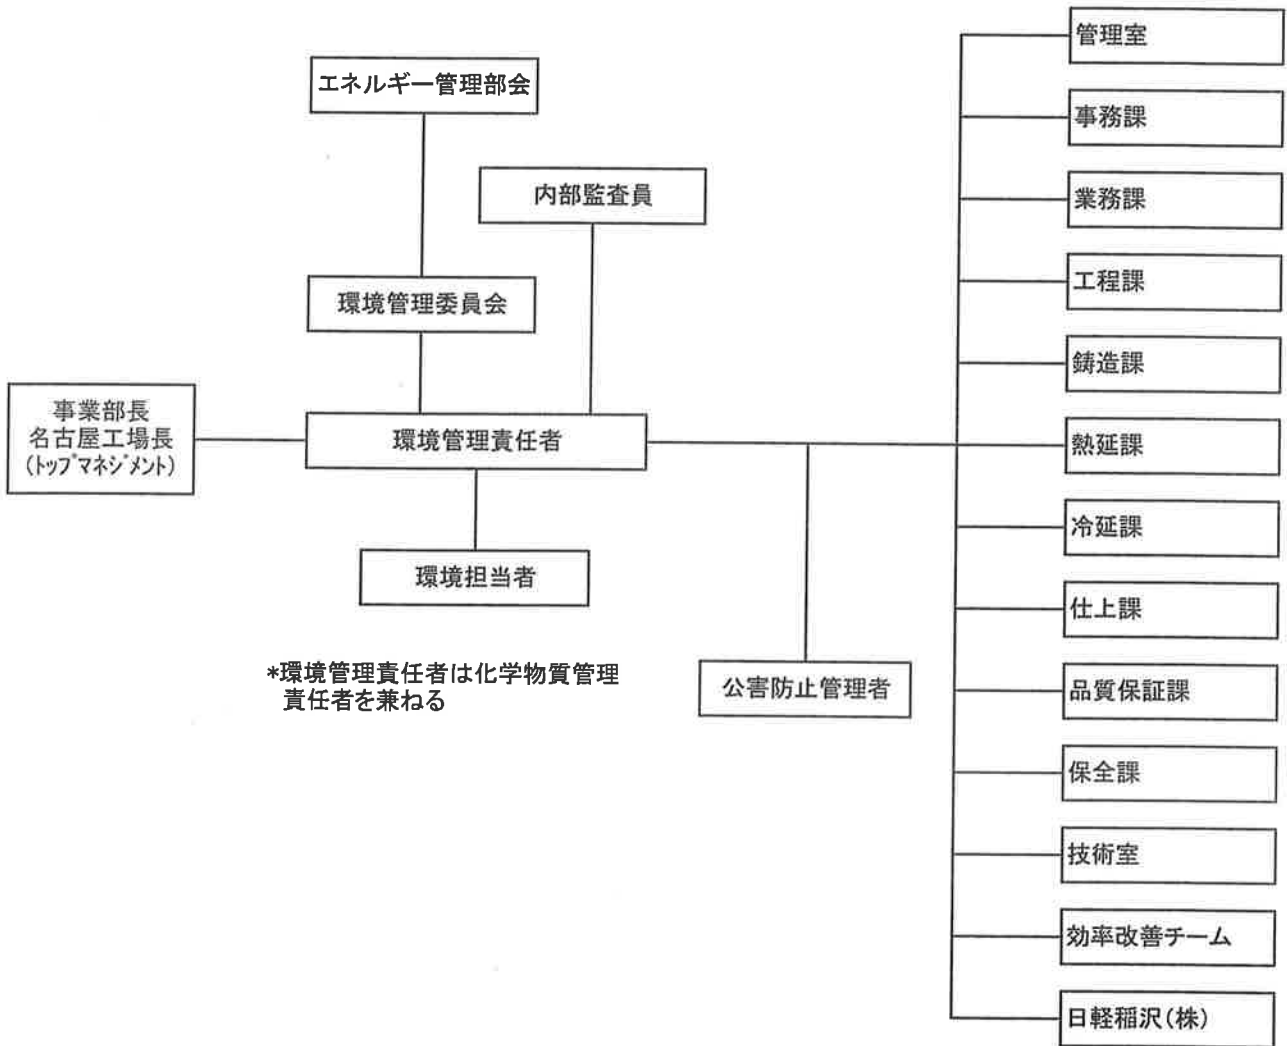 エネルギー管理部会
内部監査員
環境管理委員会
事業部長
名古屋工場長
(ﾄｯﾌﾟﾏﾈｼﾞﾒﾝﾄ)
環境管理責任者
環境担当者
*環境管理責任者は化学物質管理
責任者を兼ねる
公害防止管理者
管理室
事務課
業務課
工程課
鋳造課
熱延課
冷延課
仕上課
品質保証課
保全課
技術室
効率改善チーム
日軽稲沢(株)